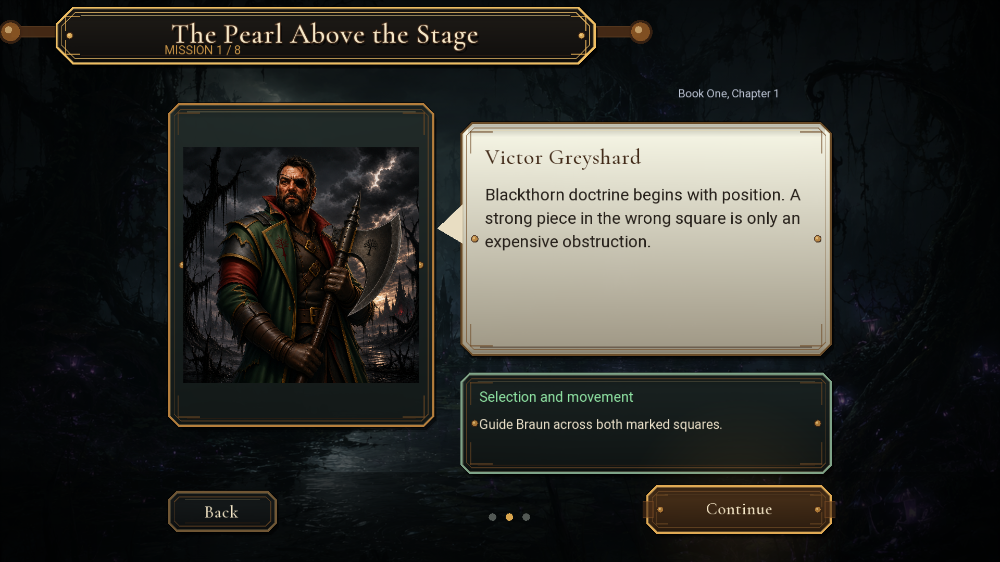 The Pearl Above the Stage
MISSION 1 / 8
Book One, Chapter 1
Victor Greyshard
Blackthorn doctrine begins with position. A
strong piece in the wrong square is only an
expensive obstruction.
Selection and movement
Guide Braun across both marked squares.
Back
Continue